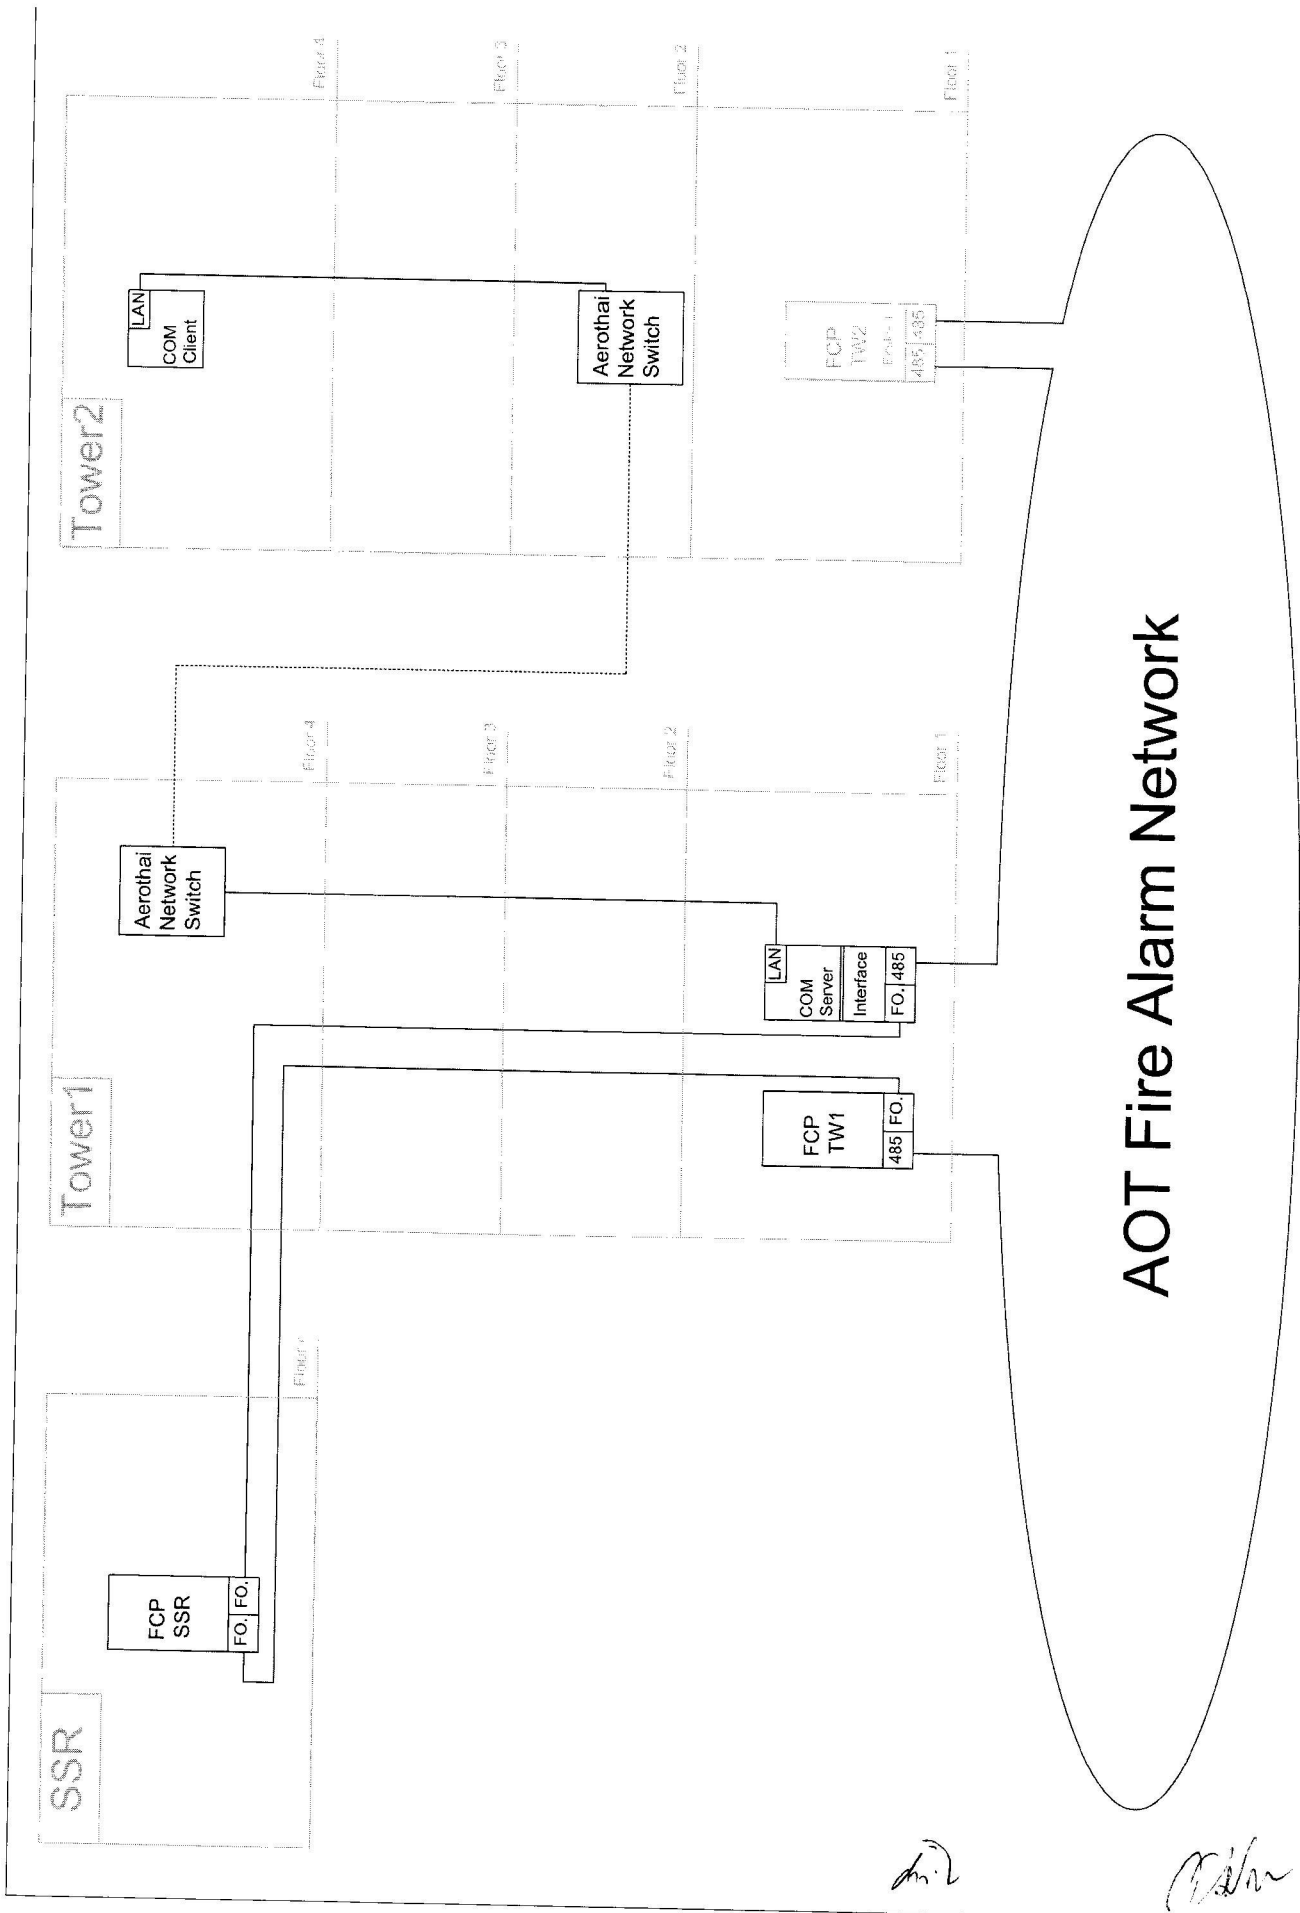 SSR
FCP
SSR
FO. FO.
Floor 1
Tower1
Aerothai
Network
Switch
Floor 4
Floor 3
Floor 2
FCP
TW1
485 FO.
LAN
COM
Server
Interface
FO. 485
Floor 1
Tower2
LAN
COM
Client
Floor 4
Floor 3
Aerothai
Network
Switch
Floor 2
FCP
TW2
485 485
Floor 1
AOT Fire Alarm Network